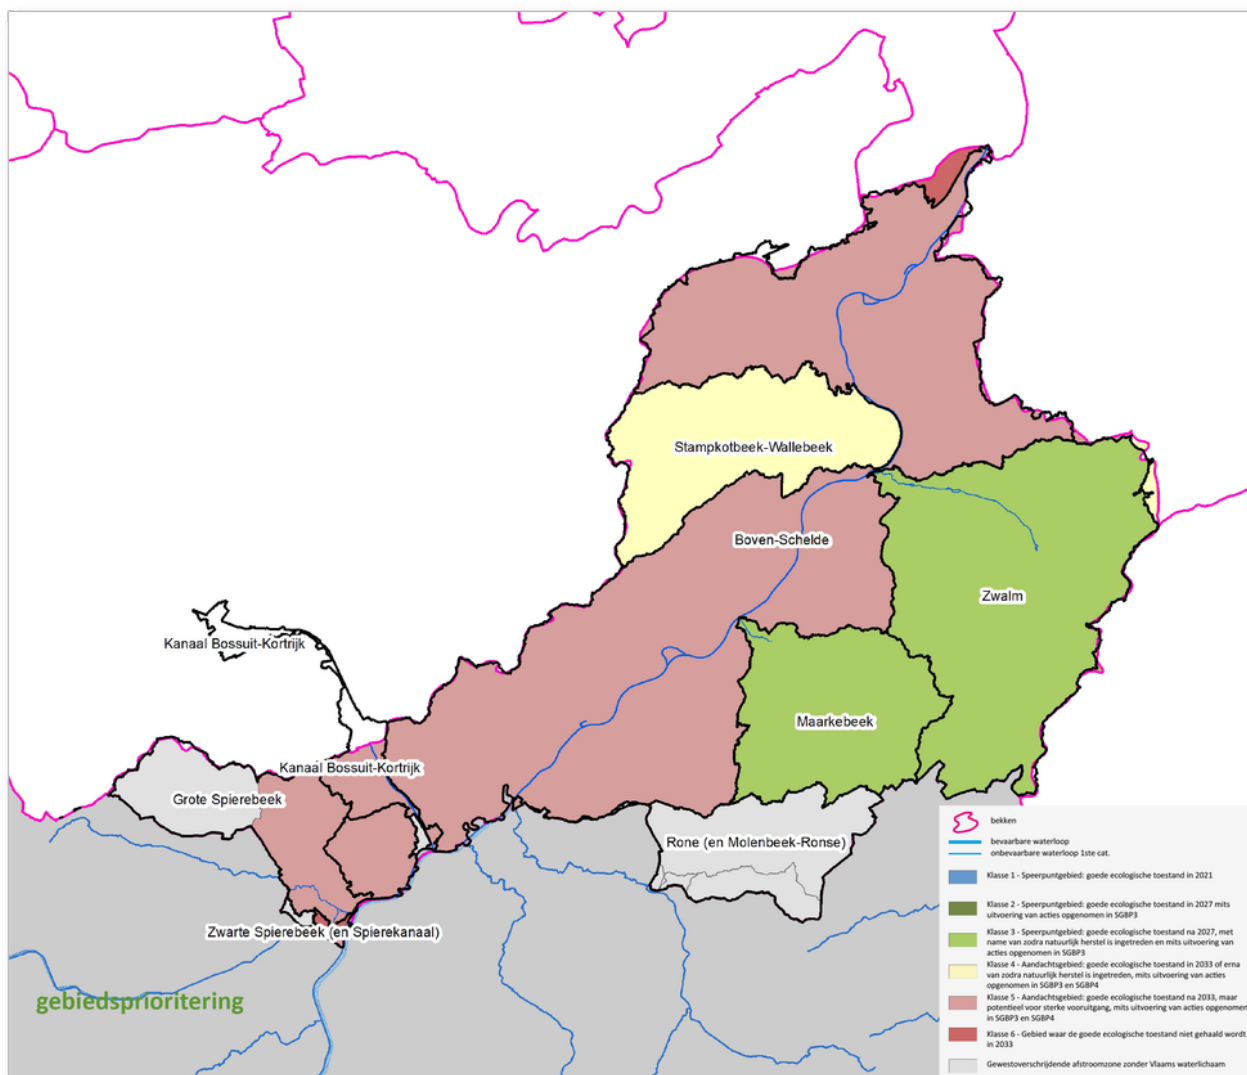 Stampkotbeek-Wallebeek
Boven-Schelde
Zwalm
Kanaal Bossuit-Kortrijk
Maarkebeek
Kanaal Bossuit-Kortrijk
Grote Spierebeek
Rone (en Molenbeek-Ronse)
Zwarte Spierebeek (en Spierekanaal)
gebiedsprioritering
bekken
bevaarbare waterloop
onbevaarbare waterloop 1ste cat.
Klasse 1 - Speerpuntgebied: goede ecologische toestand in 2021
Klasse 2 - Speerpuntgebied: goede ecologische toestand in 2027 mits
uitvoering van acties opgenomen in SGBP3
Klasse 3 - Speerpuntgebied: goede ecologische toestand na 2027, met
name van zodra natuurlijk herstel is ingetreden en mits uitvoering van
acties opgenomen in SGBP3
Klasse 4 - Aandachtsgebied: goede ecologische toestand in 2033 of erna
van zodra natuurlijk herstel is ingetreden, mits uitvoering van acties
opgenomen in SGBP3 en SGBP4
Klasse 5 - Aandachtsgebied: goede ecologische toestand na 2033, maar
potentieel voor sterke vooruitgang, mits uitvoering van acties opgenomen
in SGBP3 en SGBP4
Klasse 6 - Gebied waar de goede ecologische toestand niet gehaald wordt
in 2033
Gewestoverschrijdende afstroomzone zonder Vlaams waterlichaam